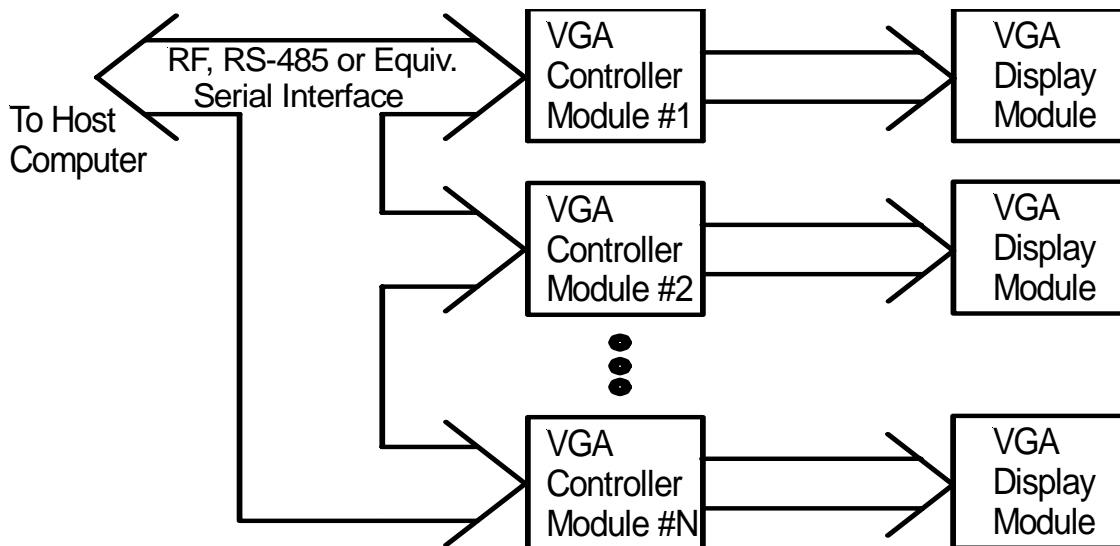 RF, RS-485 or Equiv.
Serial Interface
To Host
Computer
VGA
Controller
Module #1
VGA
Display
Module
VGA
Controller
Module #2
VGA
Display
Module
VGA
Controller
Module #N
VGA
Display
Module